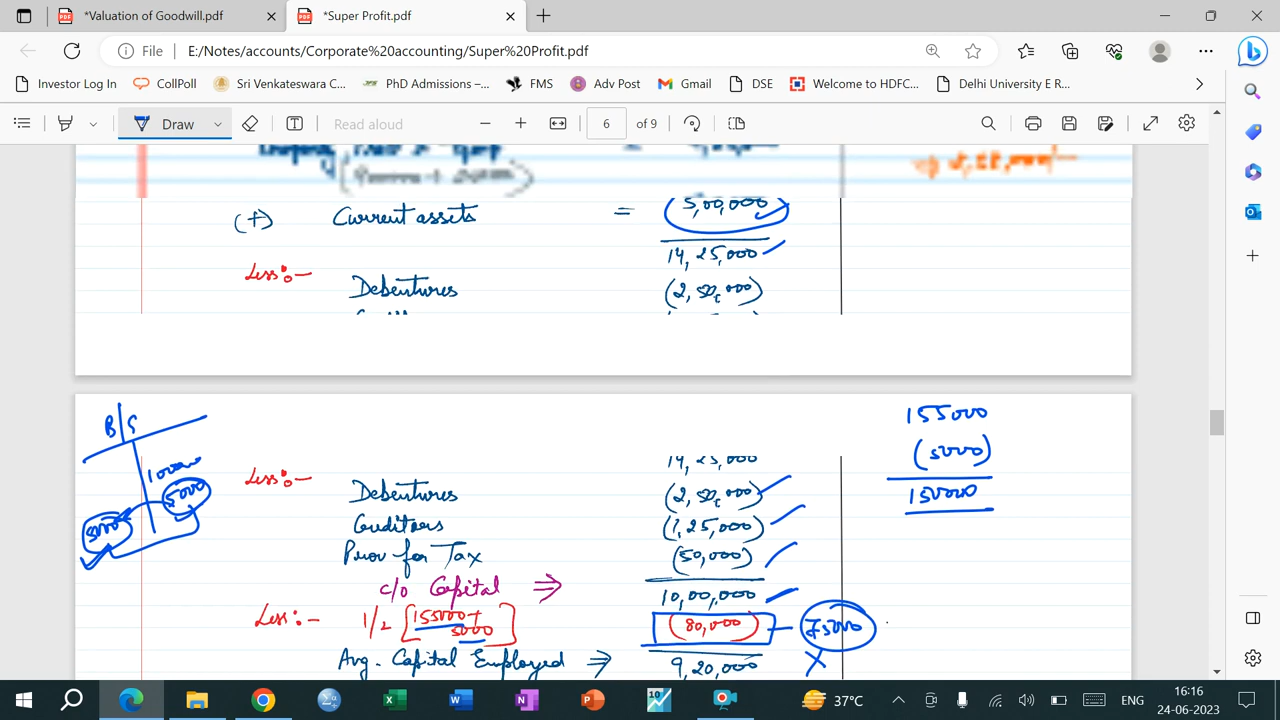 *Valuation of Goodwill.pdf
*Super Profit.pdf
File
E:/Notes/accounts/Corporate%20accounting/Super%20Profit.pdf
Investor Log In
CollPoll
Sri Venkateswara C...
PhD Admissions –...
FMS
Adv Post
Gmail
DSE
Welcome to HDFC...
Delhi University E R...
Draw
Read aloud
6 of 9
(+) Current assets = 5,00,000
14,25,000
Less:-
Debentures (2,50,000)
155000
(5000)
150000
B/S
5000
5000
14,25,000
Less:-
Debentures (2,50,000)
Creditors (1,25,000)
Prov for Tax (50,000)
c/o Capital ⇒ 10,00,000
Less:- 1/2 [155000+ 5000] (80,000) – 75000
X
Avg. Capital Employed ⇒ 9,20,000
37°C
ENG
16:16
24-06-2023